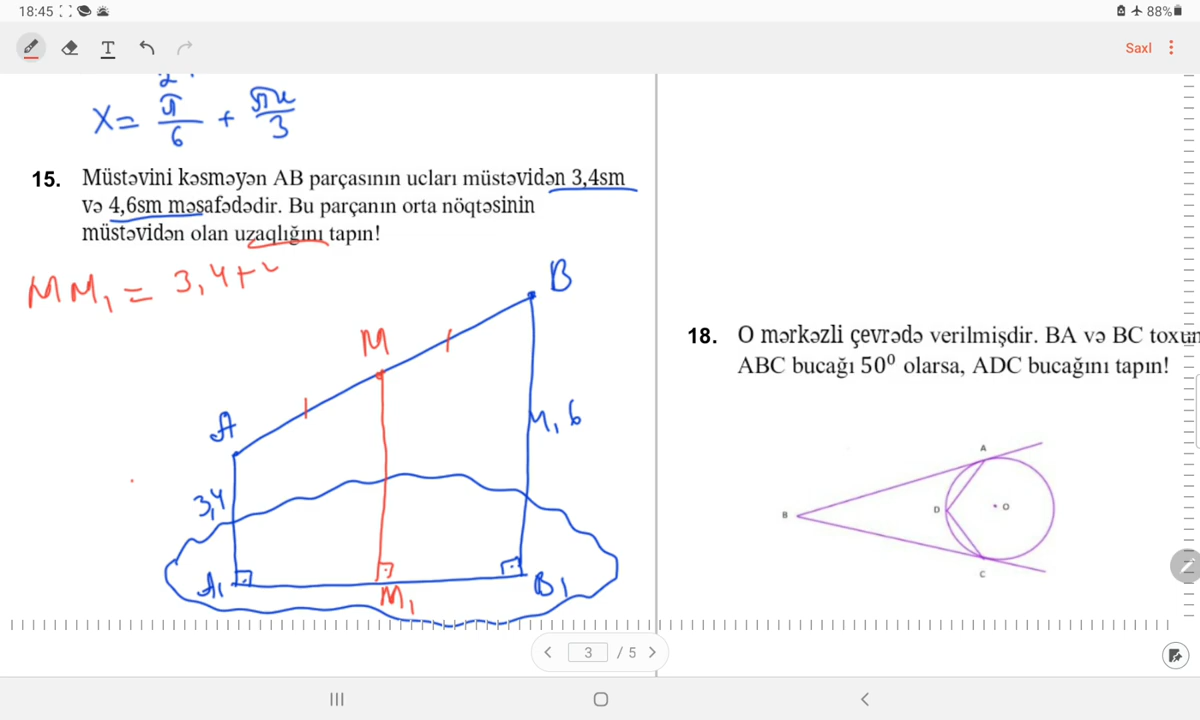 18:45
88%
T
Saxl
2
x = π/6 + πn/3
15. Müstəvini kəsməyən AB parçasının ucları müstəvidən 3,4sm
və 4,6sm məsafədədir. Bu parçanın orta nöqtəsinin
müstəvidən olan uzaqlığını tapın!
MM₁ = 3,4+
B
M
A
4,6
3,4
A₁
B₁
M₁
18. O mərkəzli çevrədə verilmişdir. BA və BC toxun
ABC bucağı 50⁰ olarsa, ADC bucağını tapın!
A
B
D
O
C
3 / 5